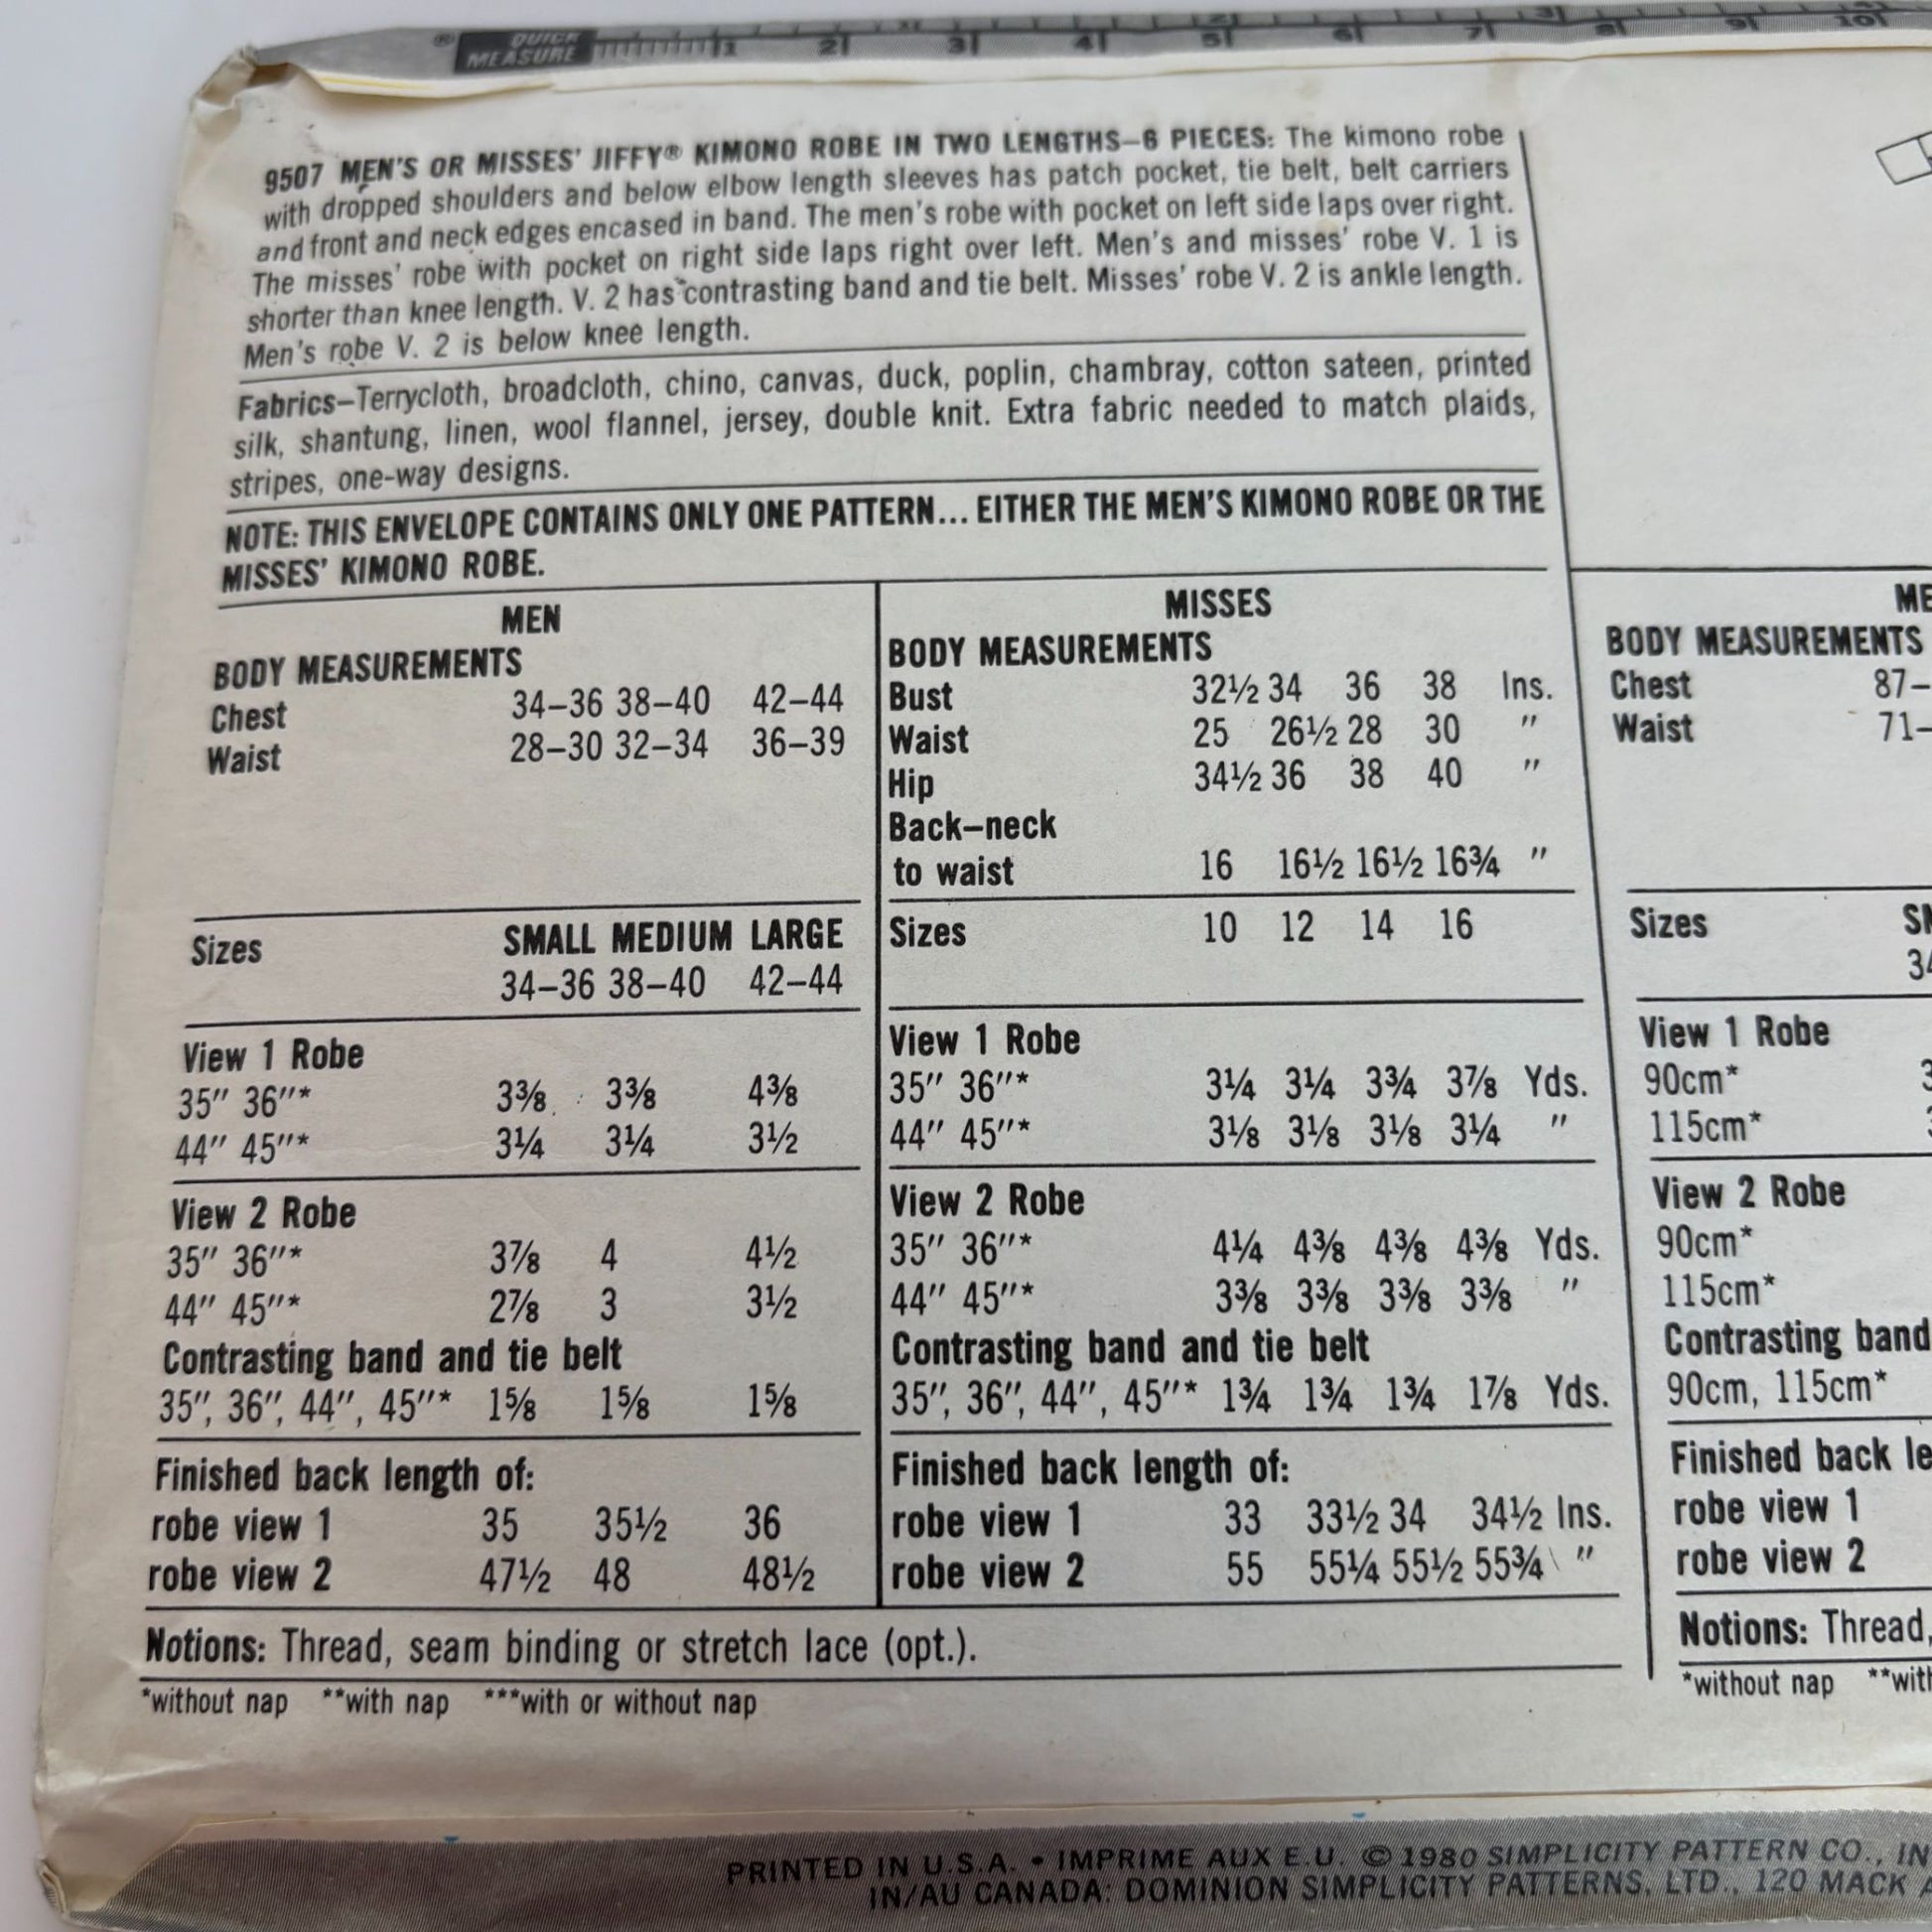 ® QUICK MEASURE 1 2 3 4 5 6 7 8 9 10
9507 MEN'S OR MISSES' JIFFY® KIMONO ROBE IN TWO LENGTHS—6 PIECES: The kimono robe
with dropped shoulders and below elbow length sleeves has patch pocket, tie belt, belt carriers
and front and neck edges encased in band. The men's robe with pocket on left side laps over right.
The misses' robe with pocket on right side laps right over left. Men's and misses' robe V. 1 is
shorter than knee length. V. 2 has contrasting band and tie belt. Misses' robe V. 2 is ankle length.
Men's robe V. 2 is below knee length.
Fabrics—Terrycloth, broadcloth, chino, canvas, duck, poplin, chambray, cotton sateen, printed
silk, shantung, linen, wool flannel, jersey, double knit. Extra fabric needed to match plaids,
stripes, one-way designs.
NOTE: THIS ENVELOPE CONTAINS ONLY ONE PATTERN... EITHER THE MEN'S KIMONO ROBE OR THE
MISSES' KIMONO ROBE.
MEN
BODY MEASUREMENTS
Chest 34–36 38–40 42–44
Waist 28–30 32–34 36–39
Sizes SMALL MEDIUM LARGE
34–36 38–40 42–44
View 1 Robe
35" 36"* 3⅜ 3⅜ 4⅜
44" 45"* 3¼ 3¼ 3½
View 2 Robe
35" 36"* 3⅞ 4 4½
44" 45"* 2⅞ 3 3½
Contrasting band and tie belt
35", 36", 44", 45"* 1⅝ 1⅝ 1⅝
Finished back length of:
robe view 1 35 35½ 36
robe view 2 47½ 48 48½
MISSES
BODY MEASUREMENTS
Bust 32½ 34 36 38 Ins.
Waist 25 26½ 28 30 "
Hip 34½ 36 38 40 "
Back–neck
to waist 16 16½ 16½ 16¾ "
Sizes 10 12 14 16
View 1 Robe
35" 36"* 3¼ 3¼ 3¾ 3⅞ Yds.
44" 45"* 3⅛ 3⅛ 3⅛ 3¼ "
View 2 Robe
35" 36"* 4¼ 4⅜ 4⅜ 4⅜ Yds.
44" 45"* 3⅜ 3⅜ 3⅜ 3⅜ "
Contrasting band and tie belt
35", 36", 44", 45"* 1¾ 1¾ 1¾ 1⅞ Yds.
Finished back length of:
robe view 1 33 33½ 34 34½ Ins.
robe view 2 55 55¼ 55½ 55¾ "
Notions: Thread, seam binding or stretch lace (opt.).
*without nap **with nap ***with or without nap
ME
BODY MEASUREMENTS
Chest 87–
Waist 71–
Sizes
34
View 1 Robe
90cm*
115cm*
View 2 Robe
90cm*
115cm*
Contrasting band
90cm, 115cm*
Finished back le
robe view 1
robe view 2
Notions: Thread,
*without nap **with
PRINTED IN U.S.A. • IMPRIME AUX E.U. © 1980 SIMPLICITY PATTERN CO., IN
IN/AU CANADA: DOMINION SIMPLICITY PATTERNS, LTD., 120 MACK